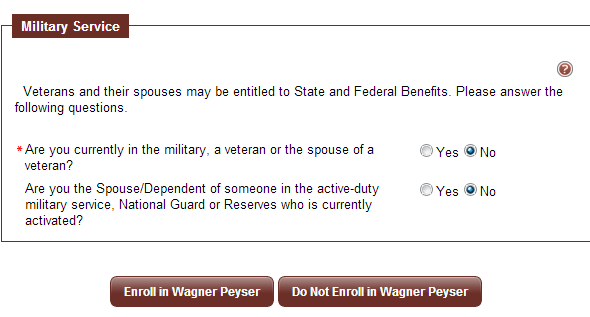 Military Service
?
Veterans and their spouses may be entitled to State and Federal Benefits. Please answer the
following questions.
* Are you currently in the military, a veteran or the spouse of a Yes No
veteran?
Are you the Spouse/Dependent of someone in the active-duty Yes No
military service, National Guard or Reserves who is currently
activated?
Enroll in Wagner Peyser Do Not Enroll in Wagner Peyser